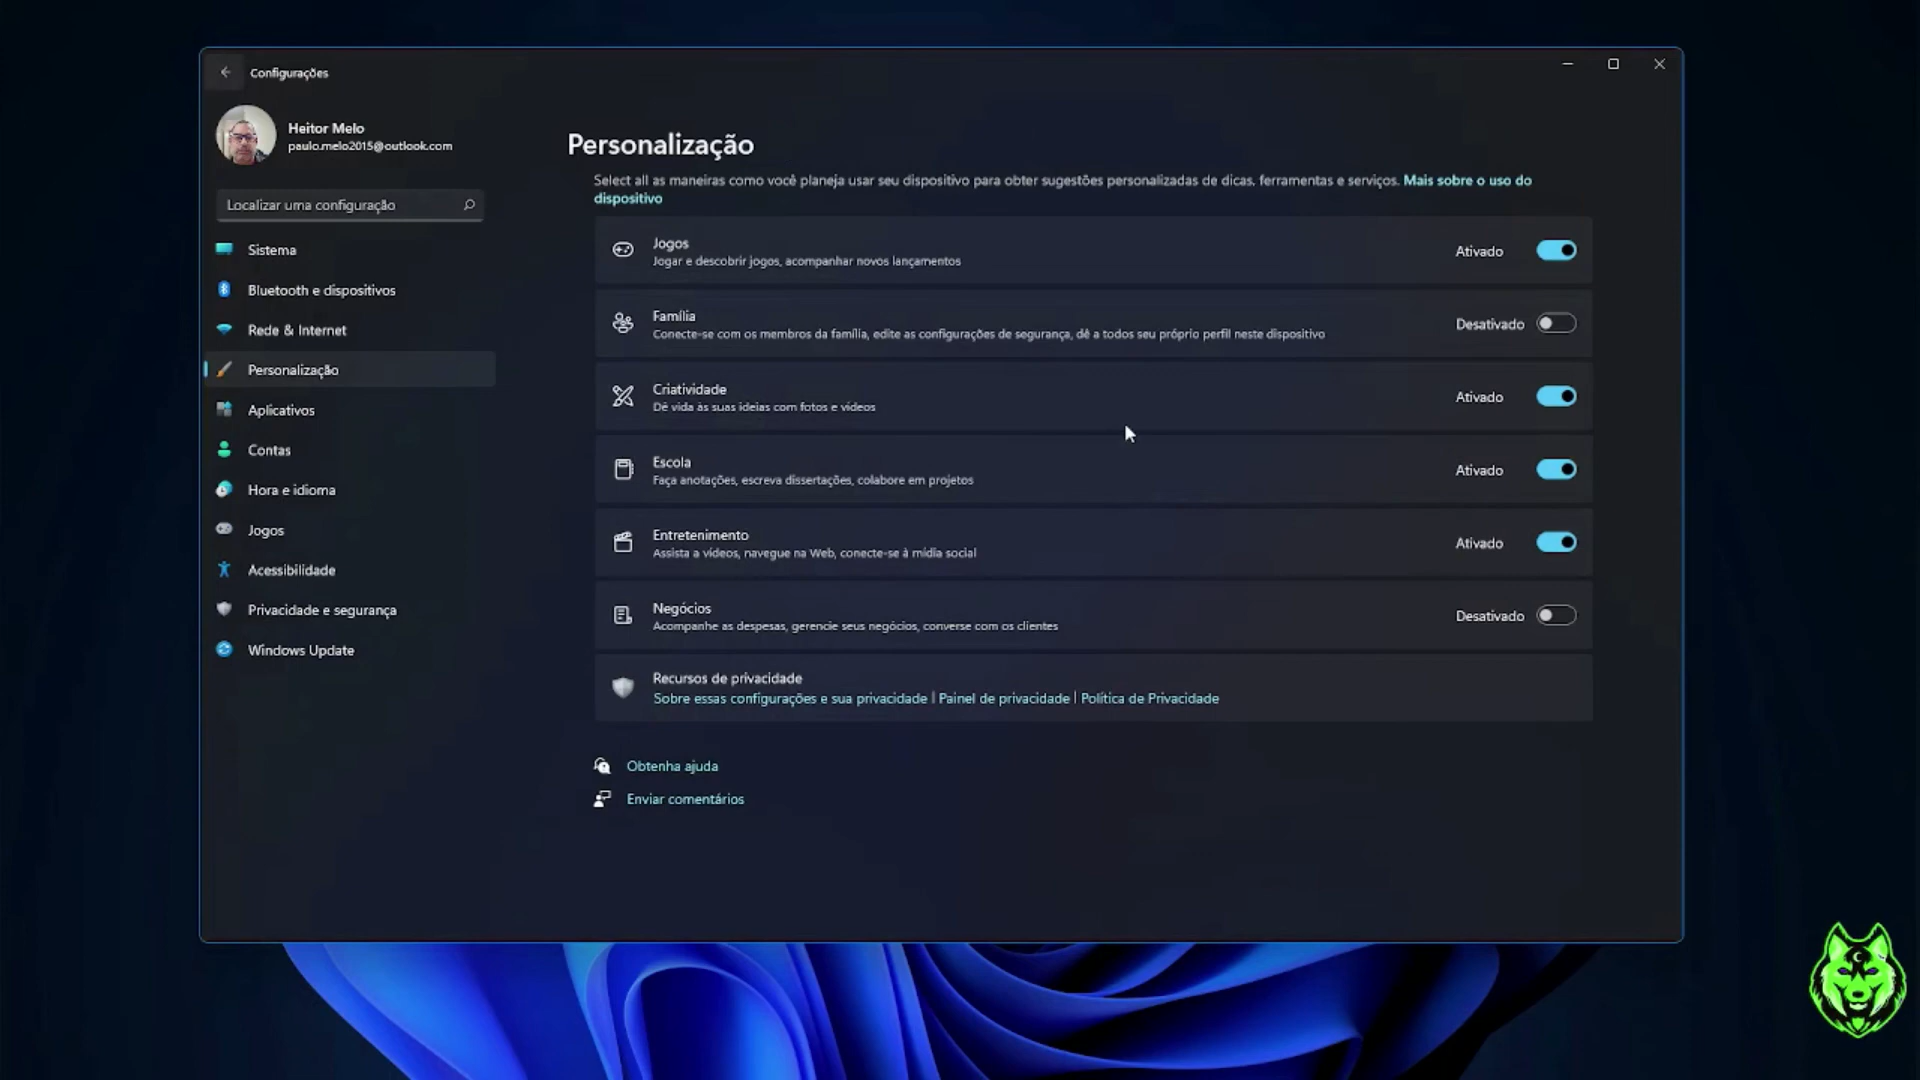 Configurações
Heitor Melo
paulo.melo2015@outlook.com
Localizar uma configuração
Sistema
Bluetooth e dispositivos
Rede & Internet
Personalização
Aplicativos
Contas
Hora e idioma
Jogos
Acessibilidade
Privacidade e segurança
Windows Update
Personalização
Select all as maneiras como você planeja usar seu dispositivo para obter sugestões personalizadas de dicas, ferramentas e serviços. Mais sobre o uso do
dispositivo
Jogos
Jogar e descobrir jogos, acompanhar novos lançamentos
Ativado
Família
Conecte-se com os membros da família, edite as configurações de segurança, dê a todos seu próprio perfil neste dispositivo
Desativado
Criatividade
Dê vida às suas ideias com fotos e vídeos
Ativado
Escola
Faça anotações, escreva dissertações, colabore em projetos
Ativado
Entretenimento
Assista a vídeos, navegue na Web, conecte-se à mídia social
Ativado
Negócios
Acompanhe as despesas, gerencie seus negócios, converse com os clientes
Desativado
Recursos de privacidade
Sobre essas configurações e sua privacidade | Painel de privacidade | Política de Privacidade
Obtenha ajuda
Enviar comentários